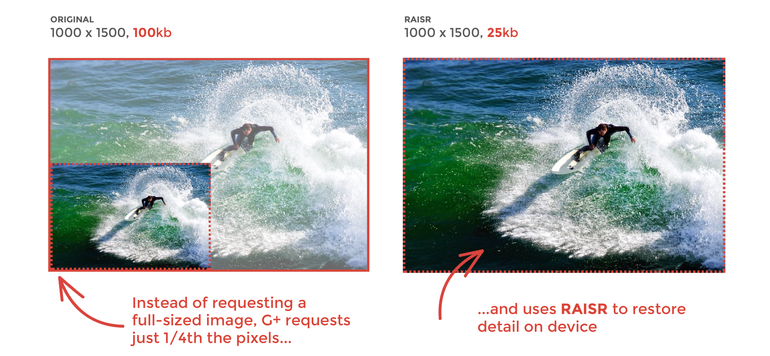 ORIGINAL
1000 x 1500, 100kb
RAISR
1000 x 1500, 25kb
Instead of requesting a
full-sized image, G+ requests
just 1/4th the pixels...
...and uses RAISR to restore
detail on device